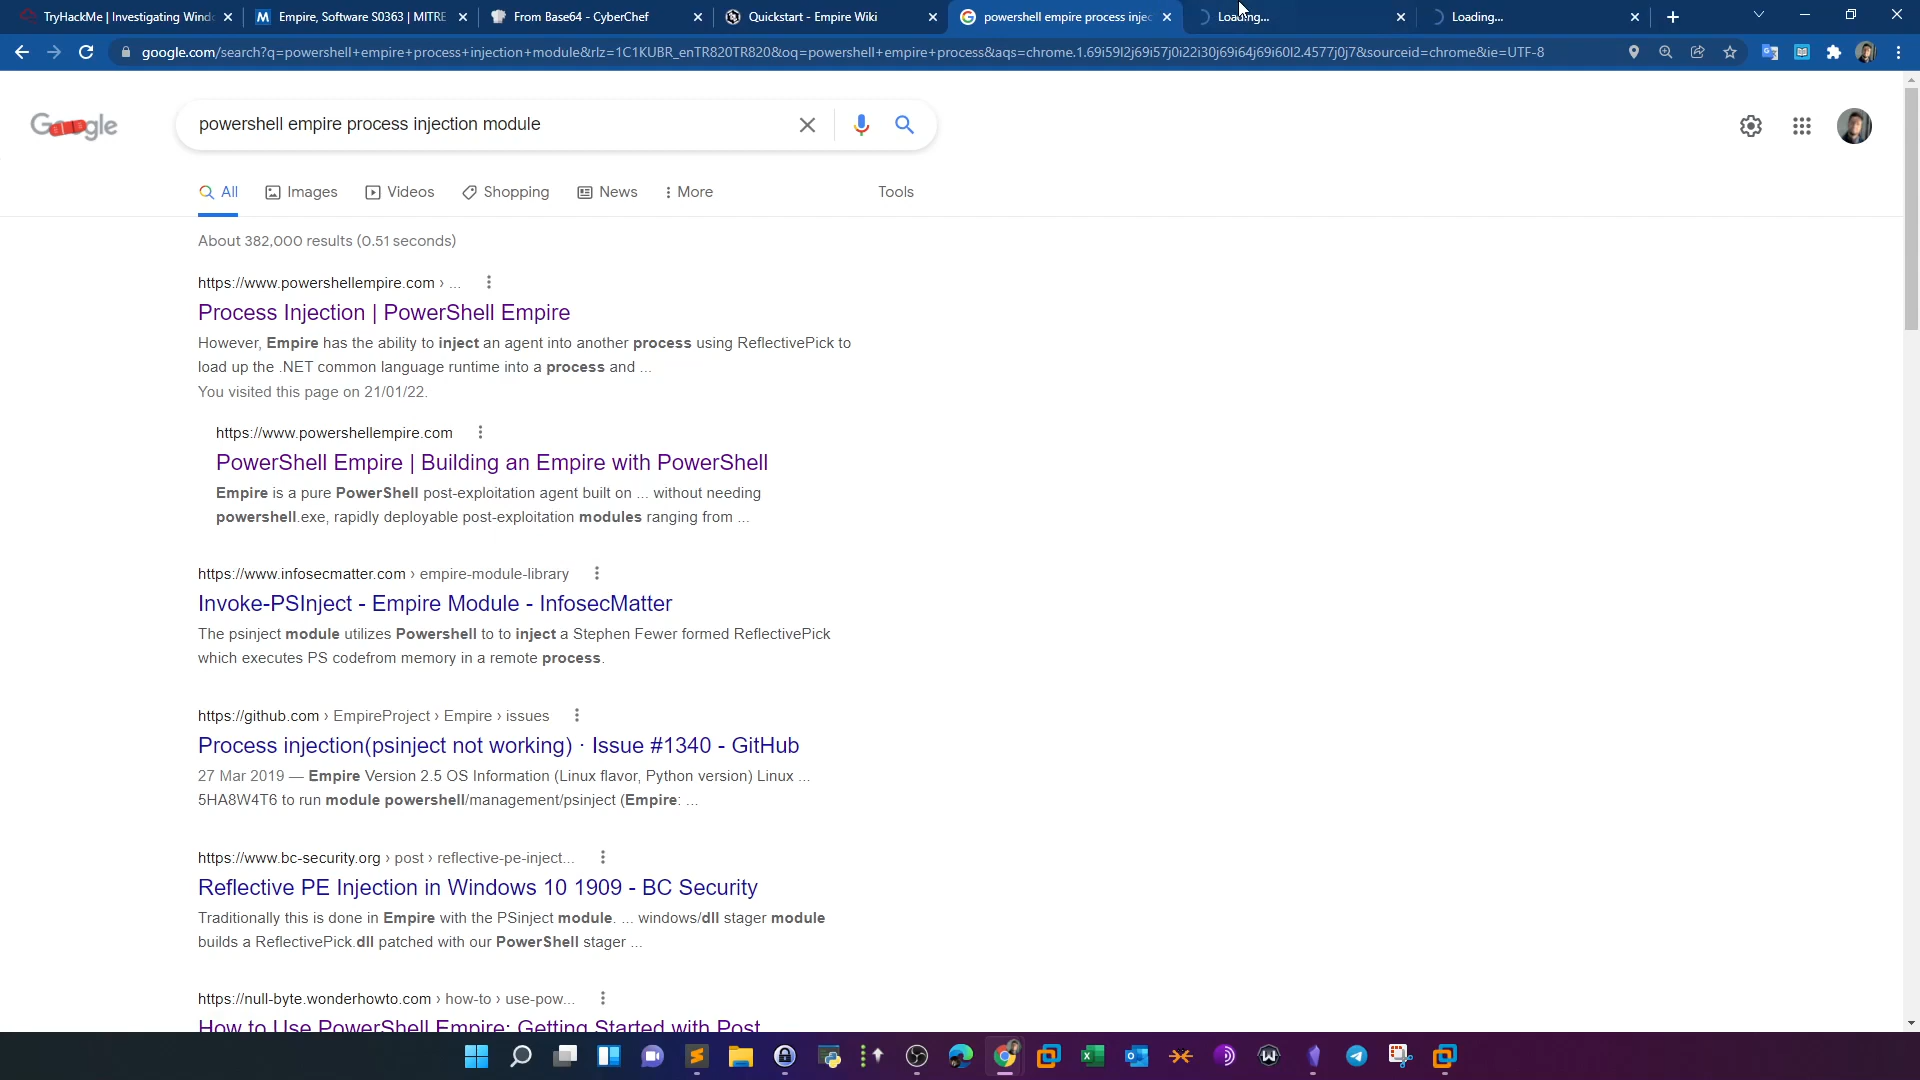 TryHackMe | Investigating Wind
Empire, Software S0363 | MITRE
From Base64 - CyberChef
Quickstart - Empire Wiki
powershell empire process injec
Loading...
Loading...
google.com/search?q=powershell+empire+process+injection+module&rlz=1C1KUBR_enTR820TR820&oq=powershell+empire+process&aqs=chrome.1.69i59l2j69i57j0i22i30j69i64j69i60l2.4577j0j7&sourceid=chrome&ie=UTF-8
Google
powershell empire process injection module
All
Images
Videos
Shopping
News
More
Tools
About 382,000 results (0.51 seconds)
https://www.powershellempire.com › ...
Process Injection | PowerShell Empire
However, Empire has the ability to inject an agent into another process using ReflectivePick to
load up the .NET common language runtime into a process and ...
You visited this page on 21/01/22.
https://www.powershellempire.com
PowerShell Empire | Building an Empire with PowerShell
Empire is a pure PowerShell post-exploitation agent built on ... without needing
powershell.exe, rapidly deployable post-exploitation modules ranging from ...
https://www.infosecmatter.com › empire-module-library
Invoke-PSInject - Empire Module - InfosecMatter
The psinject module utilizes Powershell to to inject a Stephen Fewer formed ReflectivePick
which executes PS codefrom memory in a remote process.
https://github.com › EmpireProject › Empire › issues
Process injection(psinject not working) · Issue #1340 - GitHub
27 Mar 2019 — Empire Version 2.5 OS Information (Linux flavor, Python version) Linux ...
5HA8W4T6 to run module powershell/management/psinject (Empire: ...
https://www.bc-security.org › post › reflective-pe-inject...
Reflective PE Injection in Windows 10 1909 - BC Security
Traditionally this is done in Empire with the PSinject module. ... windows/dll stager module
builds a ReflectivePick.dll patched with our PowerShell stager ...
https://null-byte.wonderhowto.com › how-to › use-pow...
How to Use PowerShell Empire: Getting Started with Post